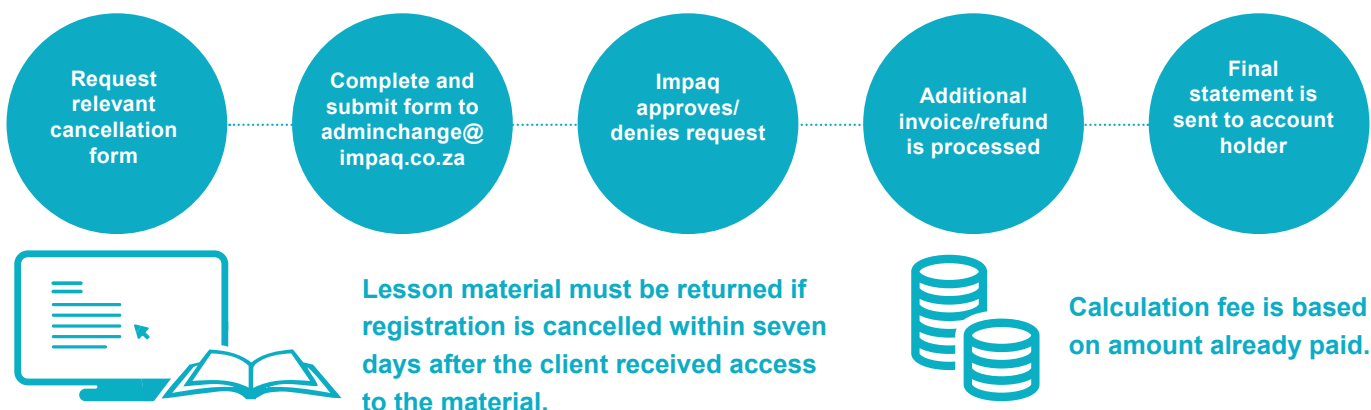 Request
relevant
cancellation
form
Complete and
submit form to
adminchange@
impaq.co.za
Impaq
approves/
denies request
Additional
invoice/refund
is processed
Final
statement is
sent to account
holder
Lesson material must be returned if
registration is cancelled within seven
days after the client received access
to the material.
Calculation fee is based
on amount already paid.